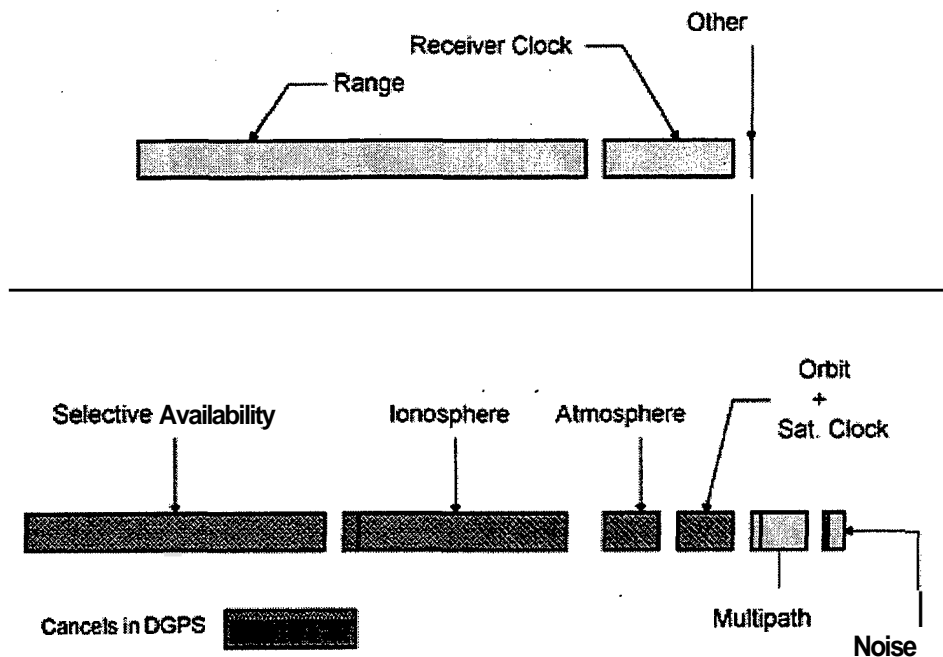 Other
Receiver Clock
Range
Orbit
+
Sat. Clock
Selective Availability
Ionosphere
Atmosphere
Multipath
Cancels in DGPS
Noise